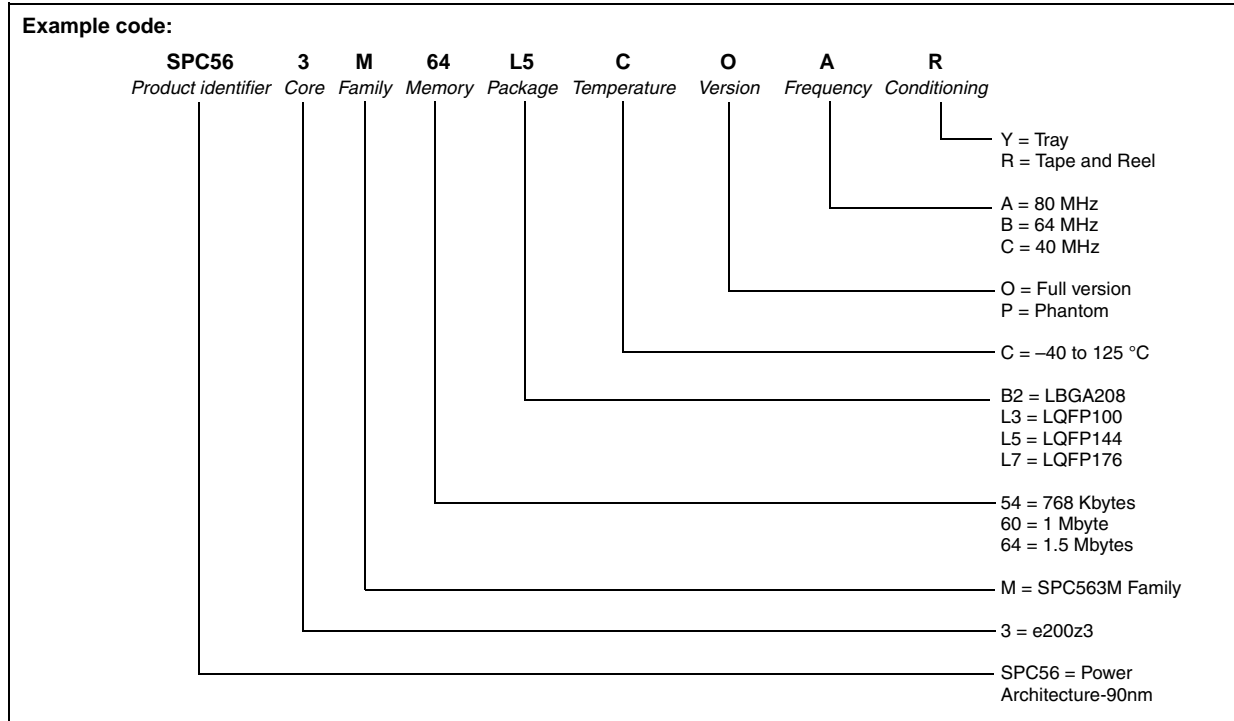 Example code:
SPC56 3 M 64 L5 C O A R
Product identifier Core Family Memory Package Temperature Version Frequency Conditioning
Y = Tray
R = Tape and Reel
A = 80 MHz
B = 64 MHz
C = 40 MHz
O = Full version
P = Phantom
C = –40 to 125 °C
B2 = LBGA208
L3 = LQFP100
L5 = LQFP144
L7 = LQFP176
54 = 768 Kbytes
60 = 1 Mbyte
64 = 1.5 Mbytes
M = SPC563M Family
3 = e200z3
SPC56 = Power
Architecture-90nm